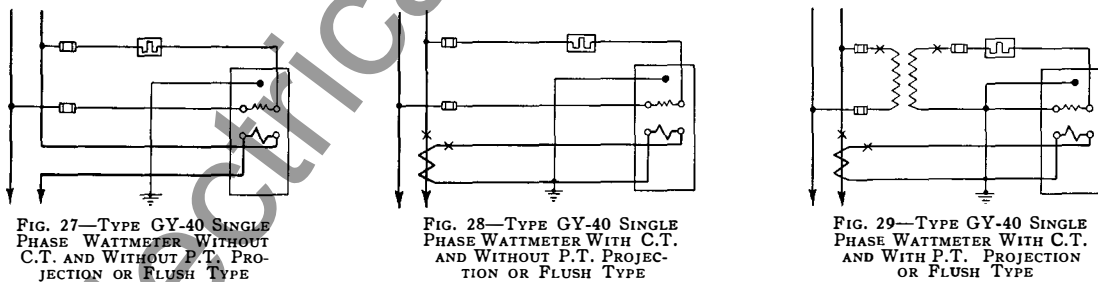 FIG. 27—TYPE GY-40 SINGLE
PHASE WATTMETER WITHOUT
C.T. AND WITHOUT P.T. PRO-
JECTION OR FLUSH TYPE
FIG. 28—TYPE GY-40 SINGLE
PHASE WATTMETER WITH C.T.
AND WITHOUT P.T. PROJEC-
TION OR FLUSH TYPE
FIG. 29—TYPE GY-40 SINGLE
PHASE WATTMETER WITH C.T.
AND WITH P.T. PROJECTION
OR FLUSH TYPE
ectrica